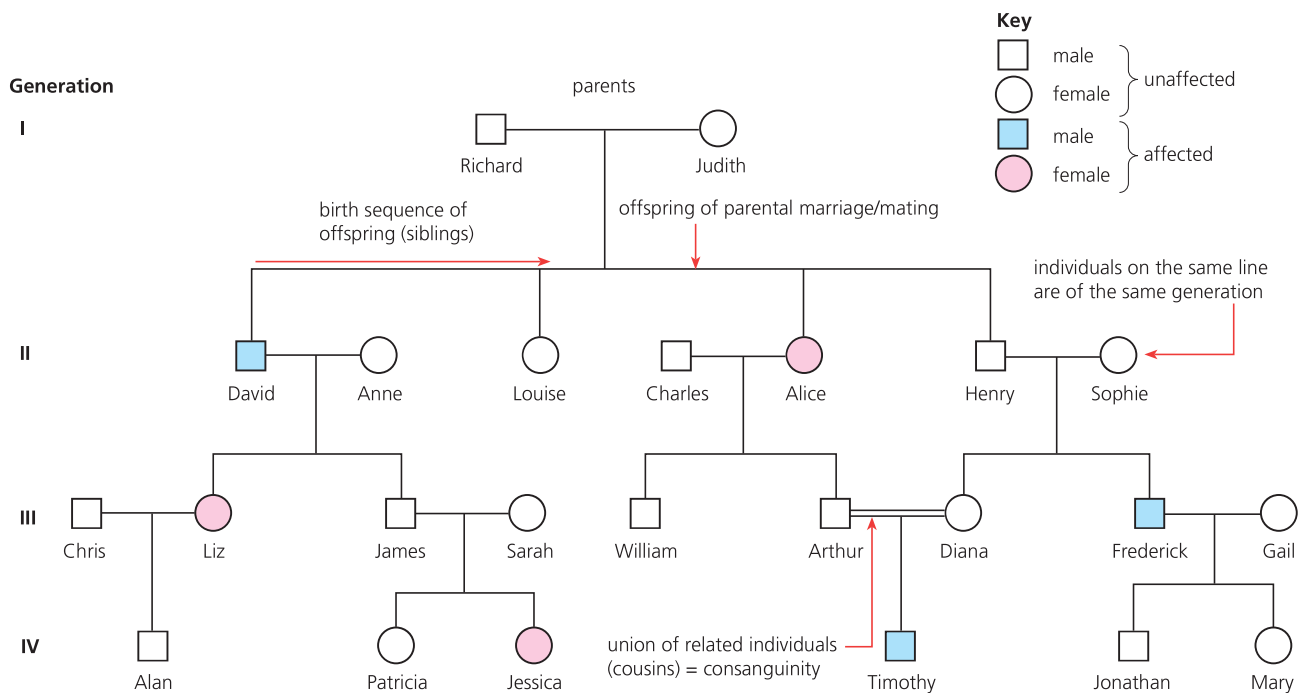 Key
male
female
unaffected
male
female
affected
Generation
parents
I
Richard
Judith
birth sequence of
offspring (siblings)
offspring of parental marriage/mating
individuals on the same line
are of the same generation
II
David
Anne
Louise
Charles
Alice
Henry
Sophie
III
Chris
Liz
James
Sarah
William
Arthur
Diana
Frederick
Gail
IV
union of related individuals
(cousins) = consanguinity
Alan
Patricia
Jessica
Timothy
Jonathan
Mary